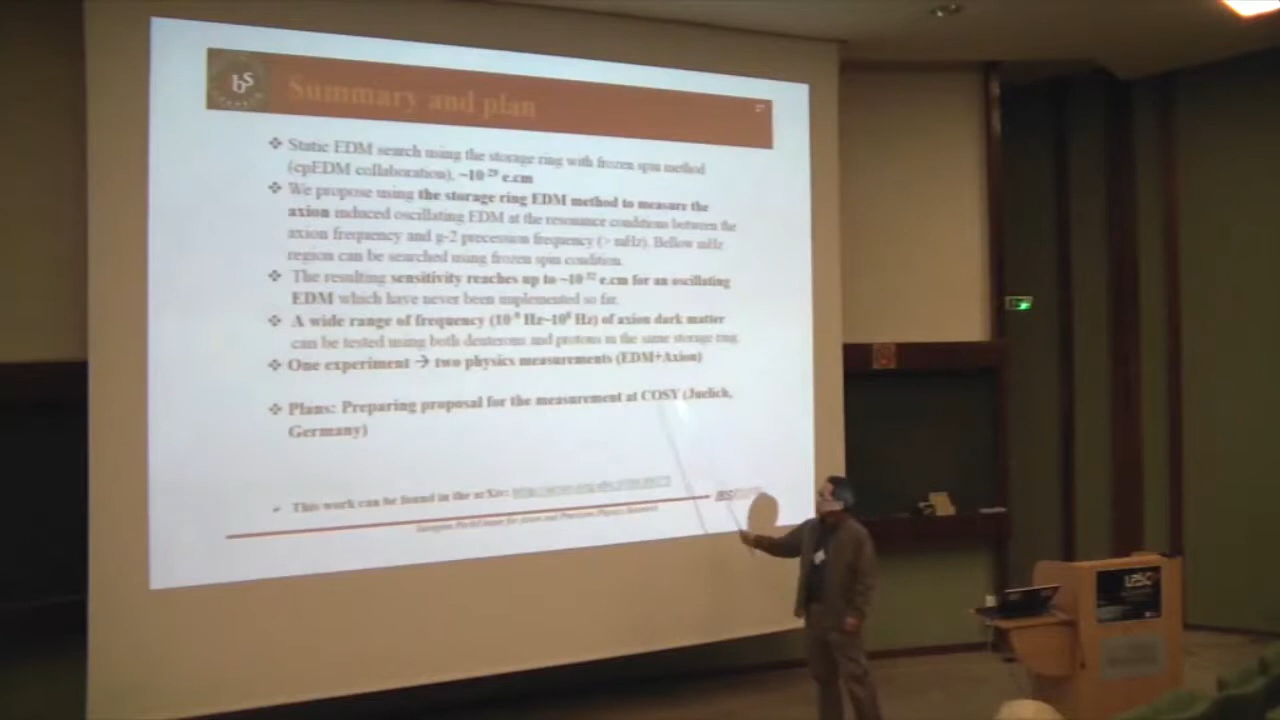 Summary and plan
Static EDM search using the storage ring with frozen spin method
(cpEDM collaboration), ~10⁻²⁹ e.cm
We propose using the storage ring EDM method to measure the
axion induced oscillating EDM at the resonance conditions between the
axion frequency and g-2 precession frequency (> mHz). Bellow mHz
region can be searched using frozen spin condition.
The resulting sensitivity reaches up to ~10 e.cm for an oscillating
EDM which have never been implemented so far.
A wide range of frequency (10 Hz~10 Hz) of axion dark matter
can be tested using both deuterons and protons in the same storage ring.
One experiment → two physics measurements (EDM+Axion)
Plans: Preparing proposal for the measurement at COSY (Juelich,
Germany)
This work can be found in the arXiv:
LPSC